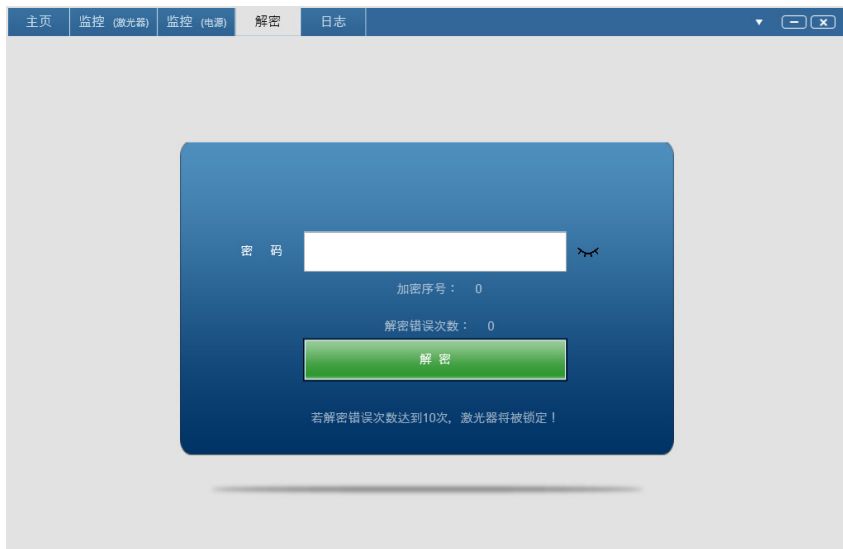 主页 监控 (激光器) 监控 (电源) 解密 日志
密 码
加密序号： 0
解密错误次数： 0
解 密
若解密错误次数达到10次，激光器将被锁定！